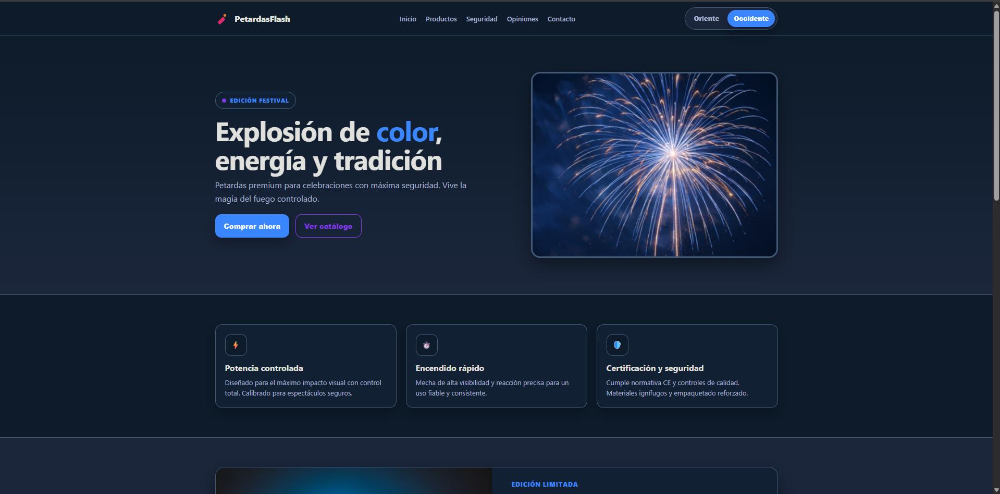 PetardasFlash
Inicio
Productos
Seguridad
Opiniones
Contacto
Oriente
Occidente
EDICIÓN FESTIVAL
Explosión de color,
energía y tradición
Petardas premium para celebraciones con máxima seguridad. Vive la
magia del fuego controlado.
Comprar ahora
Ver catálogo
Potencia controlada
Diseñado para el máximo impacto visual con control
total. Calibrado para espectáculos seguros.
Encendido rápido
Mecha de alta visibilidad y reacción precisa para un
uso fiable y consistente.
Certificación y seguridad
Cumple normativa CE y controles de calidad.
Materiales ignífugos y empaquetado reforzado.
EDICIÓN LIMITADA